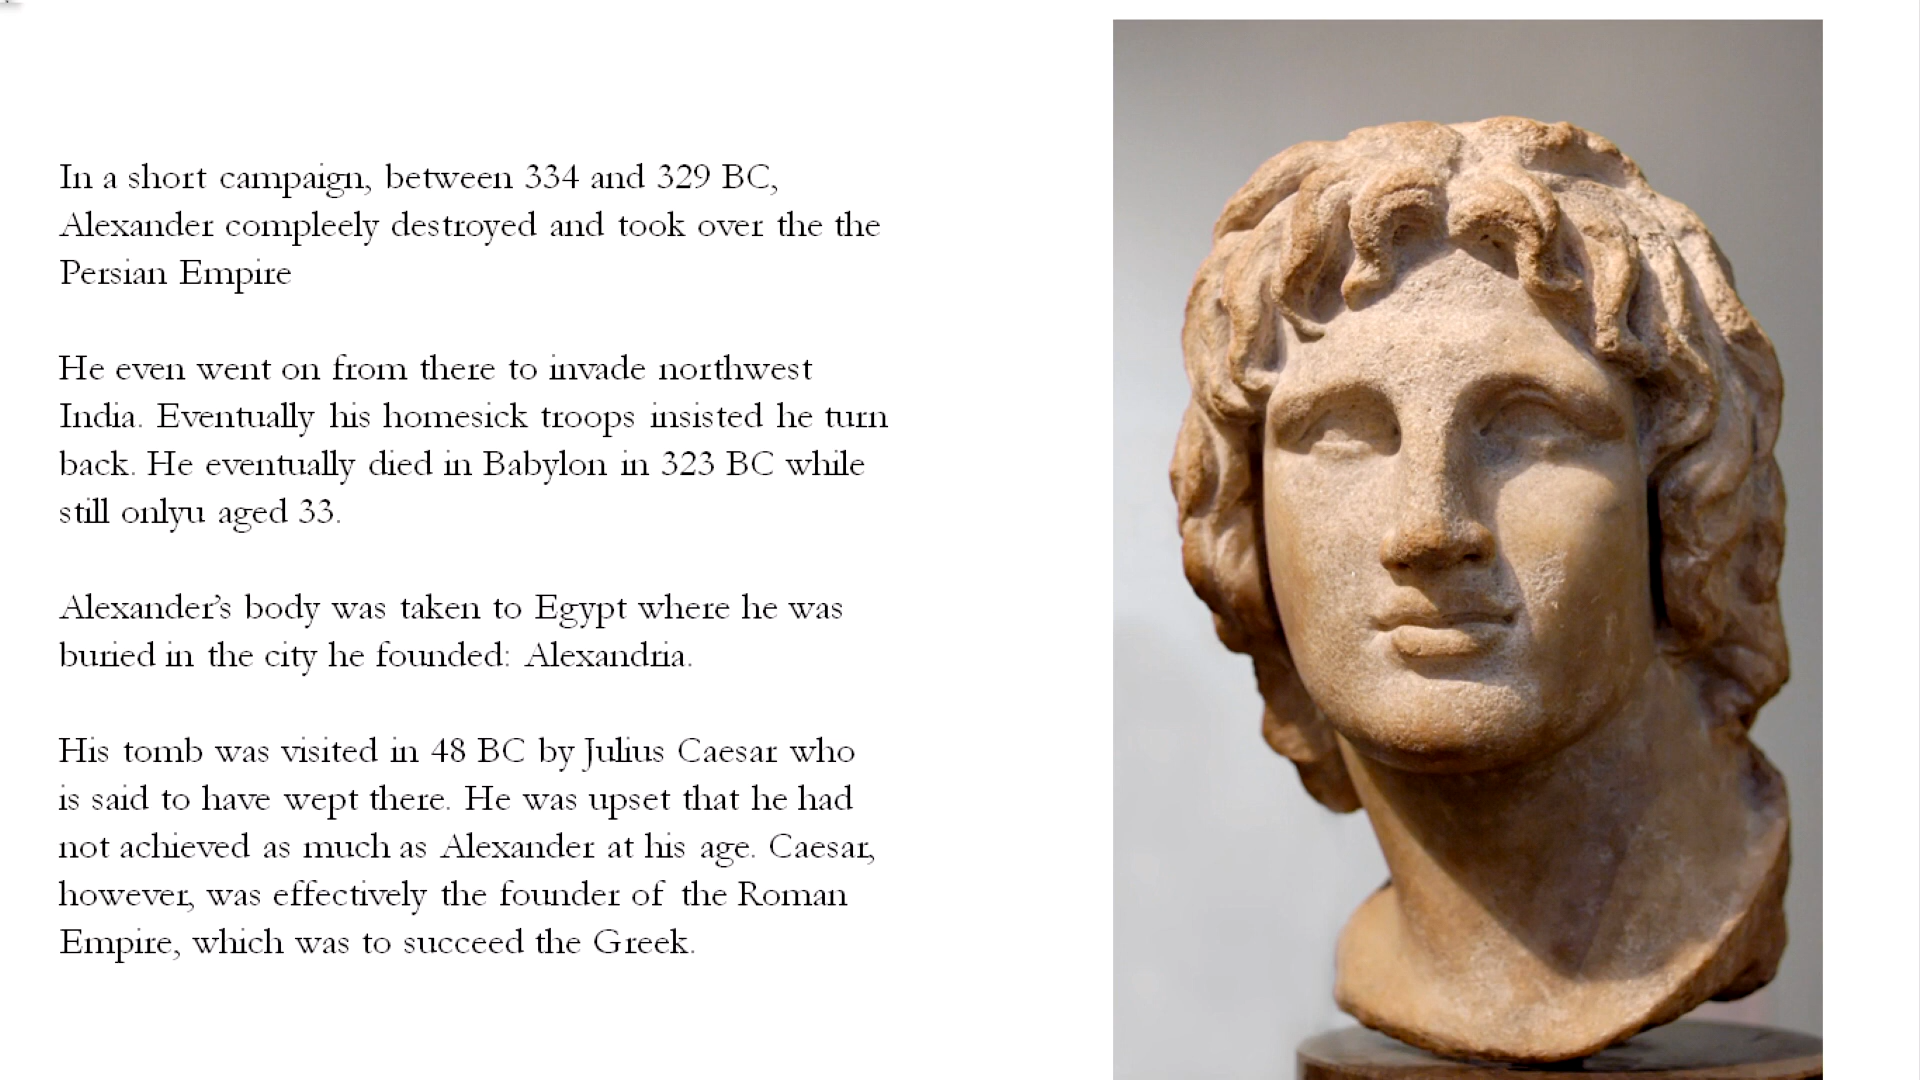 In a short campaign, between 334 and 329 BC,
Alexander compleely destroyed and took over the the
Persian Empire
He even went on from there to invade northwest
India. Eventually his homesick troops insisted he turn
back. He eventually died in Babylon in 323 BC while
still onlyu aged 33.
Alexander’s body was taken to Egypt where he was
buried in the city he founded: Alexandria.
His tomb was visited in 48 BC by Julius Caesar who
is said to have wept there. He was upset that he had
not achieved as much as Alexander at his age. Caesar,
however, was effectively the founder of the Roman
Empire, which was to succeed the Greek.